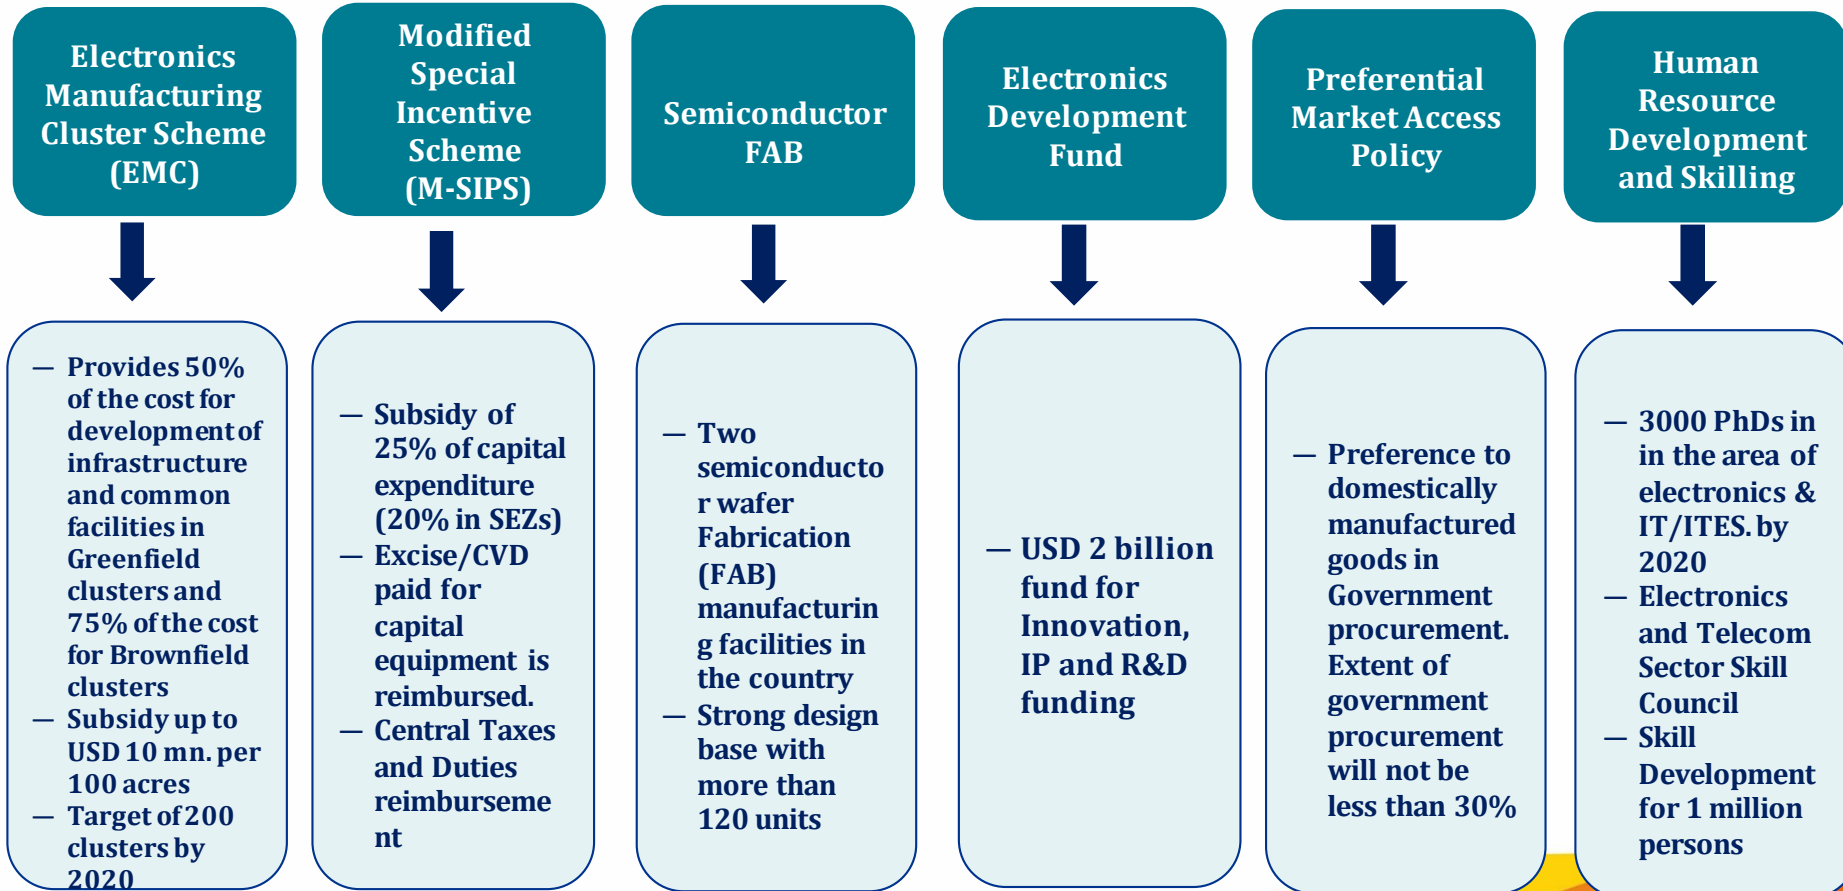 Electronics
Manufacturing
Cluster Scheme
(EMC)
Modified
Special
Incentive
Scheme
(M-SIPS)
Semiconductor
FAB
Electronics
Development
Fund
Preferential
Market Access
Policy
Human
Resource
Development
and Skilling
— Provides 50%
of the cost for
development of
infrastructure
and common
facilities in
Greenfield
clusters and
75% of the cost
for Brownfield
clusters
— Subsidy up to
USD 10 mn. per
100 acres
— Target of 200
clusters by
2020
— Subsidy of
25% of capital
expenditure
(20% in SEZs)
— Excise/CVD
paid for
capital
equipment is
reimbursed.
— Central Taxes
and Duties
reimburseme
nt
— Two
semiconducto
r wafer
Fabrication
(FAB)
manufacturin
g facilities in
the country
— Strong design
base with
more than
120 units
— USD 2 billion
fund for
Innovation,
IP and R&D
funding
— Preference to
domestically
manufactured
goods in
Government
procurement.
Extent of
government
procurement
will not be
less than 30%
— 3000 PhDs in
in the area of
electronics &
IT/ITES. by
2020
— Electronics
and Telecom
Sector Skill
Council
— Skill
Development
for 1 million
persons